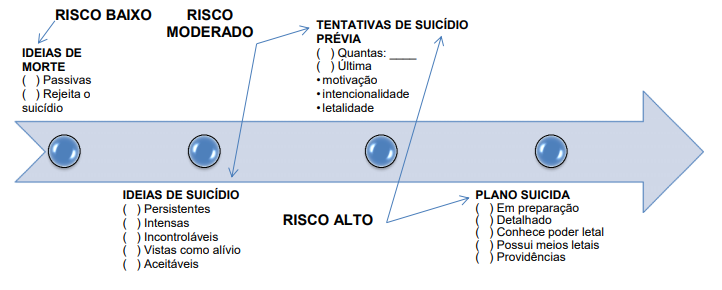 RISCO BAIXO
RISCO
MODERADO
IDEIAS DE
MORTE
( ) Passivas
( ) Rejeita o
suicídio
TENTATIVAS DE SUICÍDIO
PRÉVIA
( ) Quantas: ____
( ) Última
•motivação
•intencionalidade
•letalidade
IDEIAS DE SUICÍDIO
( ) Persistentes
( ) Intensas
( ) Incontroláveis
( ) Vistas como alívio
( ) Aceitáveis
RISCO ALTO
PLANO SUICIDA
( ) Em preparação
( ) Detalhado
( ) Conhece poder letal
( ) Possui meios letais
( ) Providências